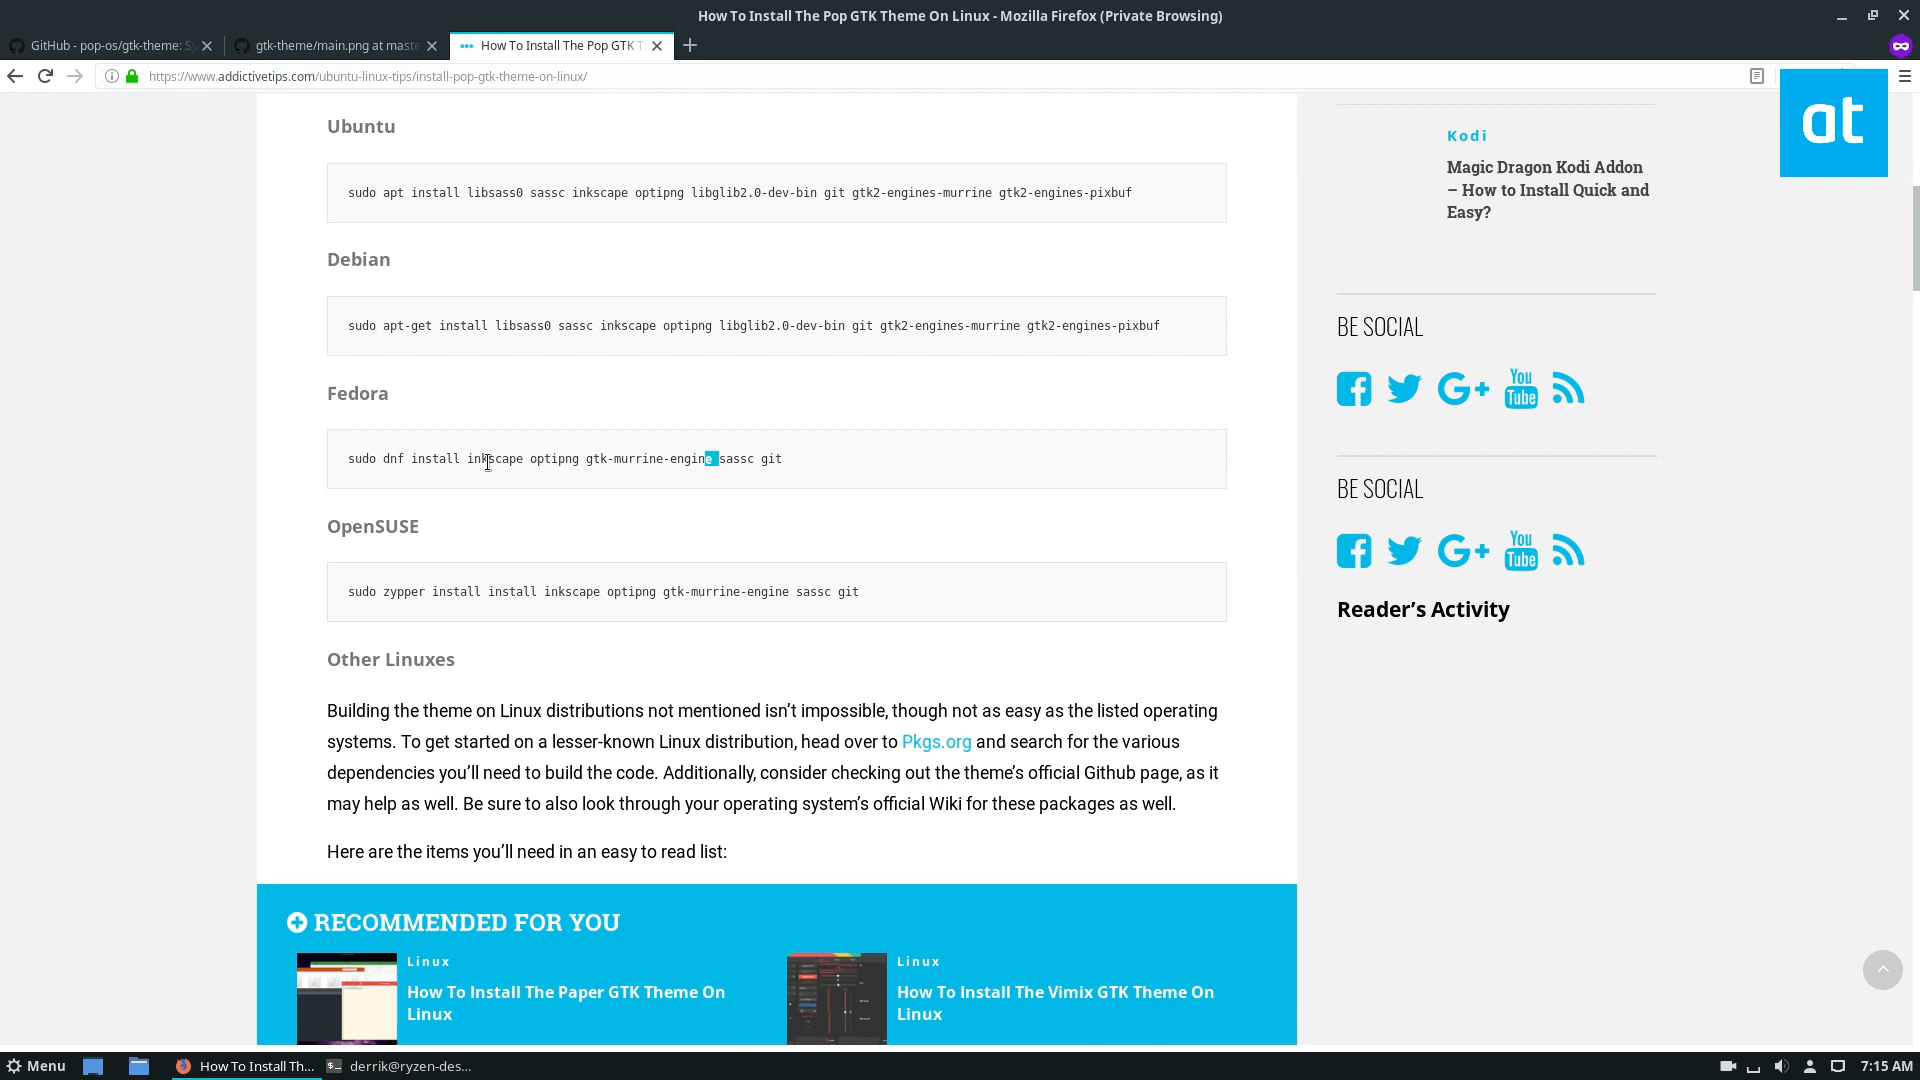 How To Install The Pop GTK Theme On Linux - Mozilla Firefox (Private Browsing)
GitHub - pop-os/gtk-theme: S
gtk-theme/main.png at maste
How To Install The Pop GTK T
https://www.addictivetips.com/ubuntu-linux-tips/install-pop-gtk-theme-on-linux/
at
Ubuntu
sudo apt install libsass0 sassc inkscape optipng libglib2.0-dev-bin git gtk2-engines-murrine gtk2-engines-pixbuf
Debian
sudo apt-get install libsass0 sassc inkscape optipng libglib2.0-dev-bin git gtk2-engines-murrine gtk2-engines-pixbuf
Fedora
sudo dnf install inkscape optipng gtk-murrine-engine sassc git
OpenSUSE
sudo zypper install install inkscape optipng gtk-murrine-engine sassc git
Other Linuxes
Building the theme on Linux distributions not mentioned isn’t impossible, though not as easy as the listed operating
systems. To get started on a lesser-known Linux distribution, head over to Pkgs.org and search for the various
dependencies you’ll need to build the code. Additionally, consider checking out the theme’s official Github page, as it
may help as well. Be sure to also look through your operating system’s official Wiki for these packages as well.
Here are the items you’ll need in an easy to read list:
RECOMMENDED FOR YOU
Linux
How To Install The Paper GTK Theme On
Linux
Linux
How To Install The Vimix GTK Theme On
Linux
Kodi
Magic Dragon Kodi Addon
– How to Install Quick and
Easy?
BE SOCIAL
G+
You
Tube
BE SOCIAL
G+
You
Tube
Reader’s Activity
Menu
How To Install Th...
derrik@ryzen-des...
7:15 AM